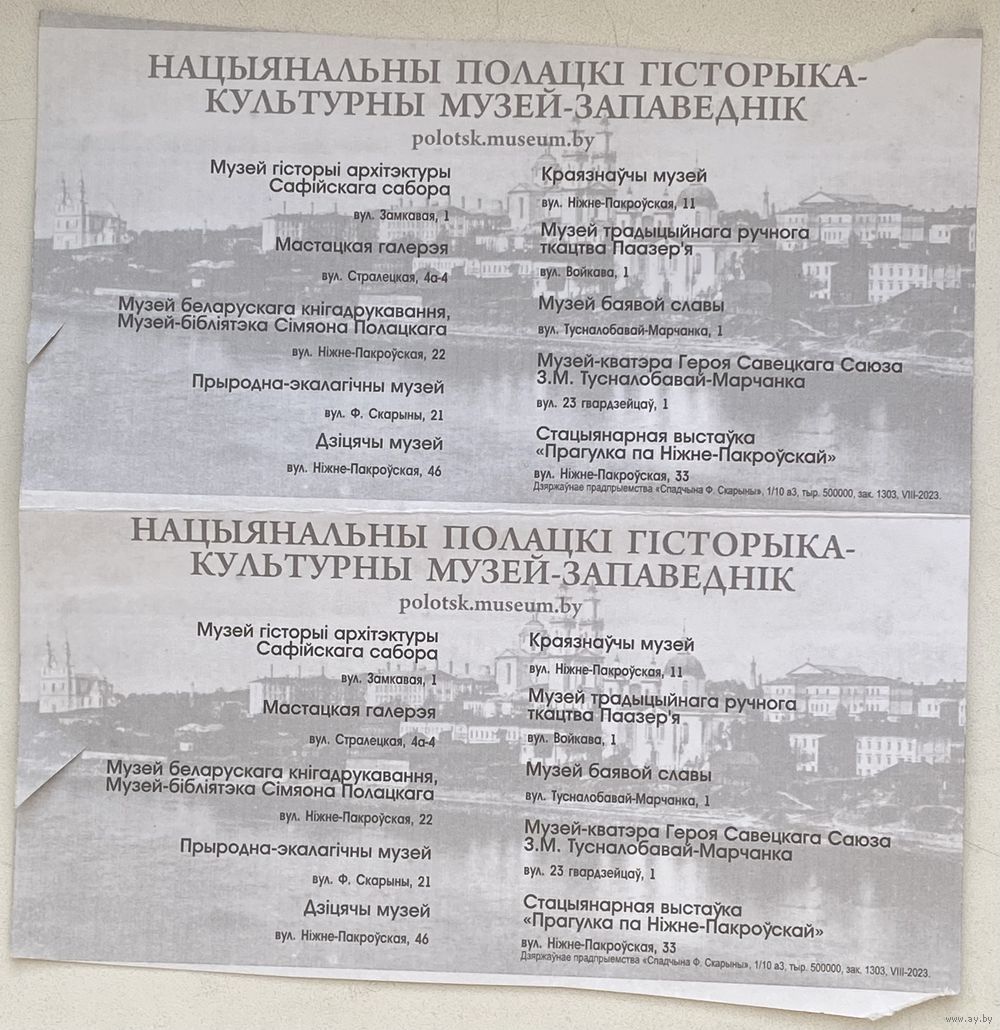 НАЦЫЯНАЛЬНЫ ПОЛАЦКІ ГІСТОРЫКА-
КУЛЬТУРНЫ МУЗЕЙ-ЗАПАВЕДНІК
polotsk.museum.by
Музей гісторыі архітэктуры
Сафійскага сабора
вул. Замкавая, 1
Мастацкая галерэя
вул. Стралецкая, 4а-4
Музей беларускага кнігадрукавання,
Музей-бібліятэка Сімяона Полацкага
вул. Ніжне-Пакроўская, 22
Прыродна-экалагічны музей
вул. Ф. Скарыны, 21
Дзіцячы музей
вул. Ніжне-Пакроўская, 46
Краязнаўчы музей
вул. Ніжне-Пакроўская, 11
Музей традыцыйнага ручнога
ткацтва Паазер'я
вул. Войкава, 1
Музей баявой славы
вул. Тусналобавай-Марчанка, 1
Музей-кватэра Героя Савецкага Саюза
З.М. Тусналобавай-Марчанка
вул. 23 гвардзейцаў, 1
Стацыянарная выстаўка
«Прагулка па Ніжне-Пакроўскай»
вул. Ніжне-Пакроўская, 33
Дзяржаўнае прадпрыемства «Спадчына Ф. Скарыны», 1/10 а3, тыр. 500000, зак. 1303, VIII-2023.
НАЦЫЯНАЛЬНЫ ПОЛАЦКІ ГІСТОРЫКА-
КУЛЬТУРНЫ МУЗЕЙ-ЗАПАВЕДНІК
polotsk.museum.by
Музей гісторыі архітэктуры
Сафійскага сабора
вул. Замкавая, 1
Мастацкая галерэя
вул. Стралецкая, 4а-4
Музей беларускага кнігадрукавання,
Музей-бібліятэка Сімяона Полацкага
вул. Ніжне-Пакроўская, 22
Прыродна-экалагічны музей
вул. Ф. Скарыны, 21
Дзіцячы музей
вул. Ніжне-Пакроўская, 46
Краязнаўчы музей
вул. Ніжне-Пакроўская, 11
Музей традыцыйнага ручнога
ткацтва Паазер'я
вул. Войкава, 1
Музей баявой славы
вул. Тусналобавай-Марчанка, 1
Музей-кватэра Героя Савецкага Саюза
З.М. Тусналобавай-Марчанка
вул. 23 гвардзейцаў, 1
Стацыянарная выстаўка
«Прагулка па Ніжне-Пакроўскай»
вул. Ніжне-Пакроўская, 33
Дзяржаўнае прадпрыемства «Спадчына Ф. Скарыны», 1/10 а3, тыр. 500000, зак. 1303, VIII-2023.
www.ay.by